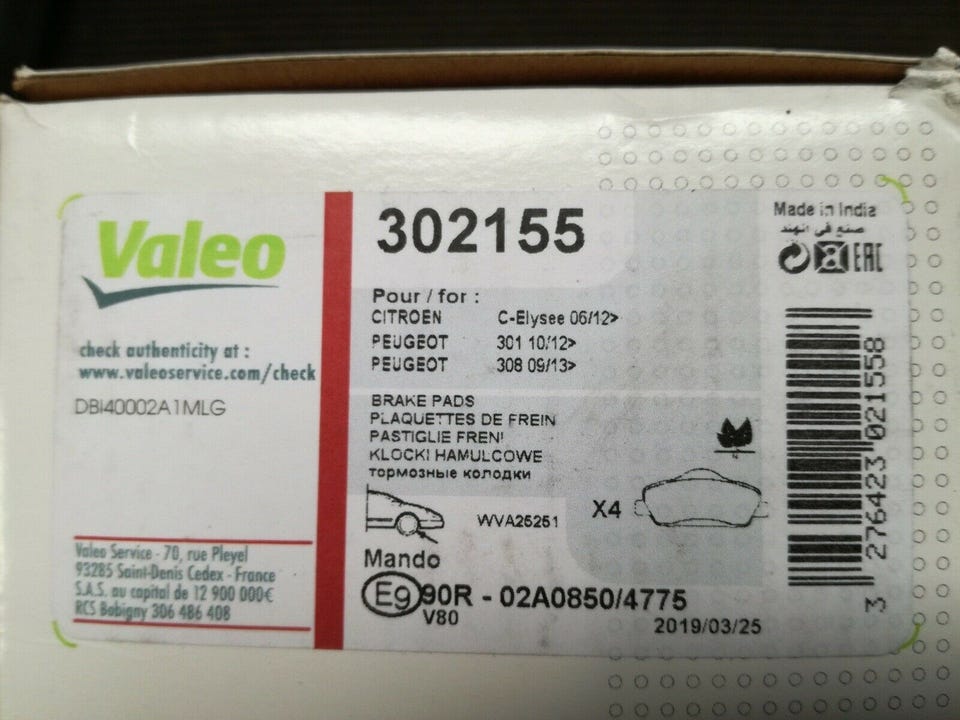 Valeo
check authenticity at :
www.valeoservice.com/check
DBI40002A1MLG
Valeo Service - 70, rue Pleyel
93285 Saint-Denis Cedex - France
S.A.S. au capital de 12 900 000€
RCS Bobigny 306 486 408
302155
Pour / for :
CITROEN C-Elysee 06/12>
PEUGEOT 301 10/12>
PEUGEOT 308 09/13>
BRAKE PADS
PLAQUETTES DE FREIN
PASTIGLIE FRENI
KLOCKI HAMULCOWE
тормозные колодки
WVA25251
X4
Mando
E9 90R - 02A0850/4775
V80
2019/03/25
Made in India
صنع في الهند
EAC
3 276423 021558